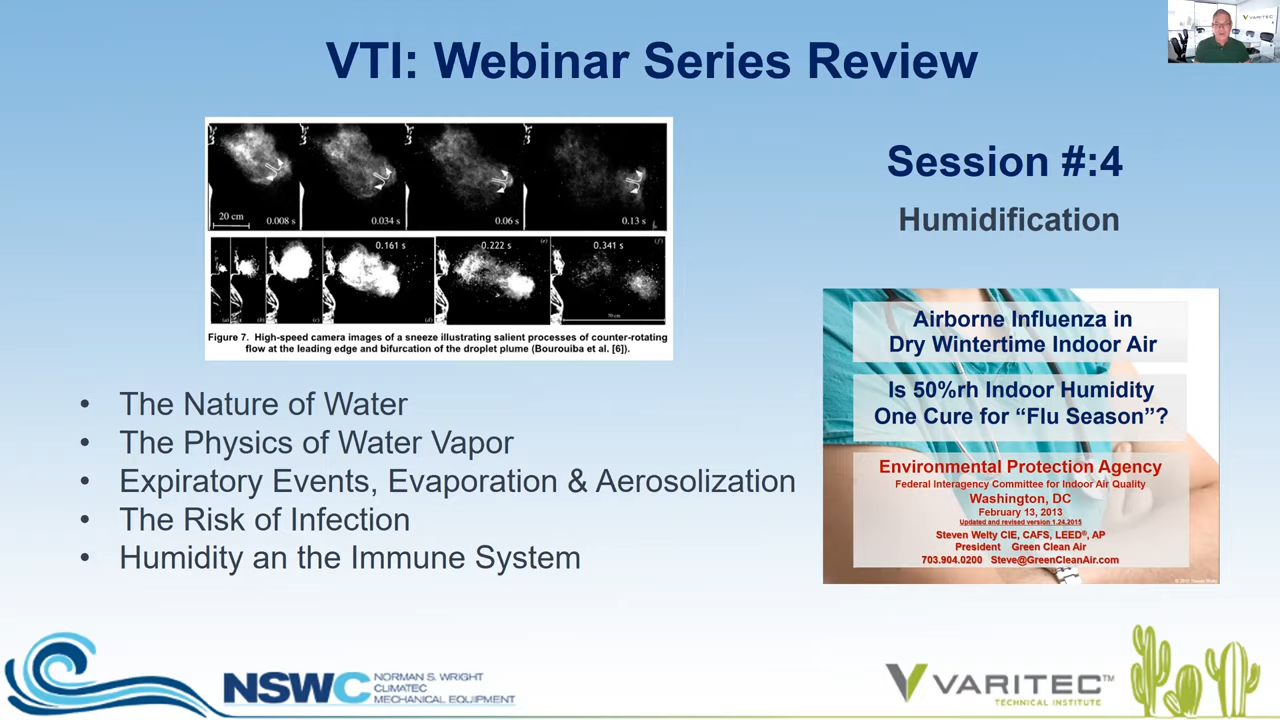 VTI: Webinar Series Review
VARITEC
20 cm
0.008 s
0.034 s
0.06 s
0.13 s
0.161 s
0.222 s
0.341 s
(a)
(b)
(c)
(d)
(e)
(f)
70 cm
Figure 7. High-speed camera images of a sneeze illustrating salient processes of counter-rotating
flow at the leading edge and bifurcation of the droplet plume (Bourouiba et al. [6]).
Session #:4
Humidification
• The Nature of Water
• The Physics of Water Vapor
• Expiratory Events, Evaporation & Aerosolization
• The Risk of Infection
• Humidity an the Immune System
Airborne Influenza in
Dry Wintertime Indoor Air
Is 50%rh Indoor Humidity
One Cure for “Flu Season”?
Environmental Protection Agency
Federal Interagency Committee for Indoor Air Quality
Washington, DC
February 13, 2013
Updated and revised version 1.24.2015
Steven Welty CIE, CAFS, LEED®, AP
President Green Clean Air
703.904.0200 Steve@GreenCleanAir.com
NSWC
NORMAN S. WRIGHT
CLIMATEC
MECHANICAL EQUIPMENT
VARITEC™
TECHNICAL INSTITUTE